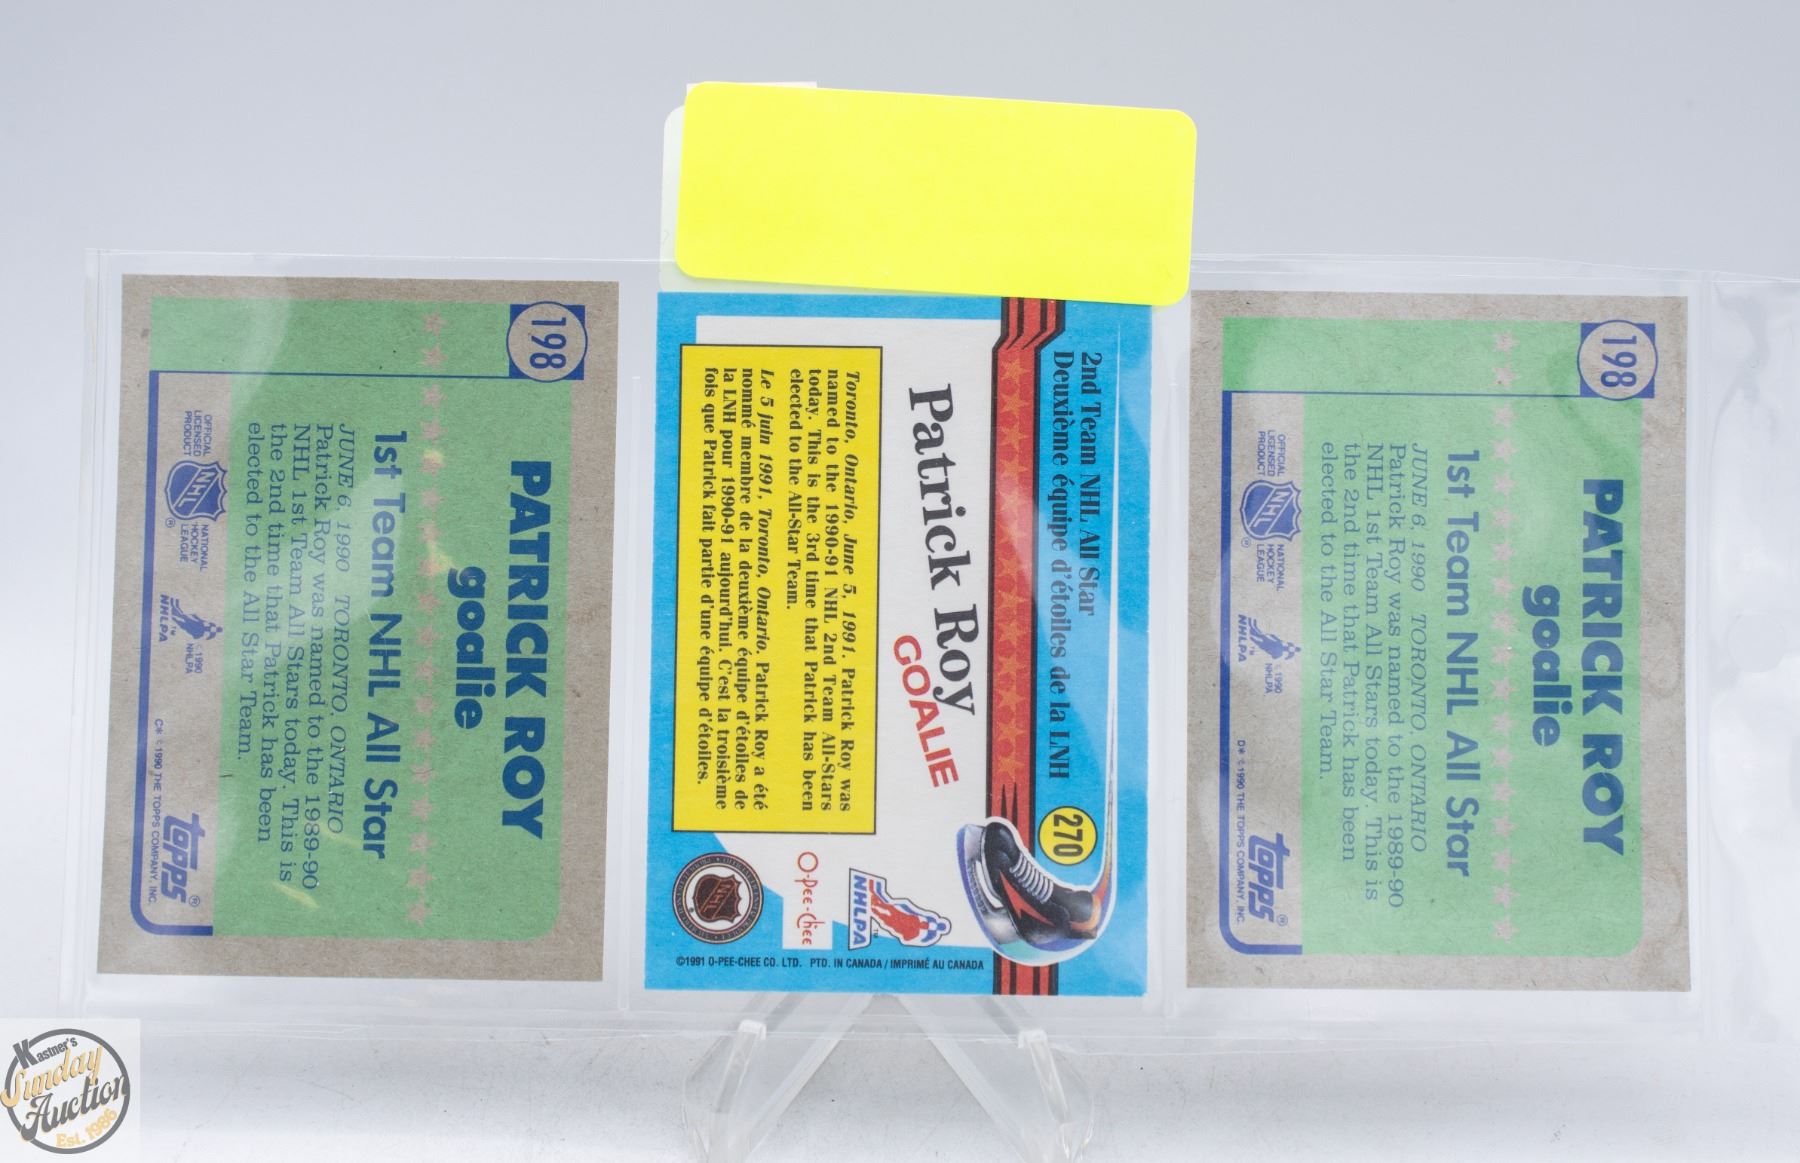 198
PATRICK ROY
goalie
1st Team NHL All Star
JUNE 6, 1990 TORONTO, ONTARIO
Patrick Roy was named to the 1989-90
NHL 1st Team All Stars today. This is
the 2nd time that Patrick has been
elected to the All Star Team.
OFFICIAL
LICENSED
PRODUCT
NHL
®
NATIONAL
HOCKEY
LEAGUE
NHLPA
TM
©1990
NHLPA
C* ©1990 THE TOPPS COMPANY, INC.
topps®
2nd Team NHL All Star
Deuxième équipe d'étoiles de la LNH
270
Patrick Roy
GOALIE
Toronto, Ontario, June 5, 1991. Patrick Roy was
named to the 1990-91 NHL 2nd Team All-Stars
today. This is the 3rd time that Patrick has been
elected to the All-Star Team.
Le 5 juin 1991, Toronto, Ontario. Patrick Roy a été
nommé membre de la deuxième équipe d'étoiles de
la LNH pour 1990-91 aujourd'hui. C'est la troisième
fois que Patrick fait partie d'une équipe d'étoiles.
NHLPA
TM
O-Pee-Chee
NHL
©1991 O-PEE-CHEE CO. LTD. PTD. IN CANADA / IMPRIMÉ AU CANADA
198
PATRICK ROY
goalie
1st Team NHL All Star
JUNE 6, 1990 TORONTO, ONTARIO
Patrick Roy was named to the 1989-90
NHL 1st Team All Stars today. This is
the 2nd time that Patrick has been
elected to the All Star Team.
OFFICIAL
LICENSED
PRODUCT
NHL
®
NATIONAL
HOCKEY
LEAGUE
NHLPA
TM
©1990
NHLPA
D* ©1990 THE TOPPS COMPANY, INC.
topps®
Kastner's
Sunday
Auction
Est. 1986